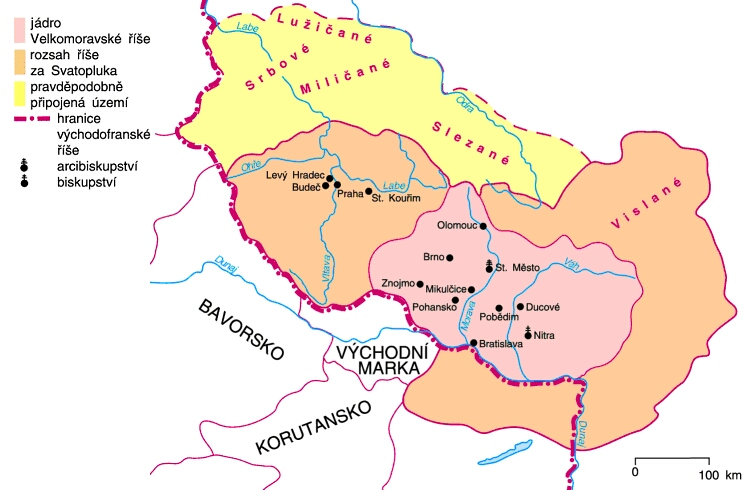 jádro
Velkomoravské říše
rozsah říše
za Svatopluka
pravděpodobně
připojená území
hranice
východofranské
říše
arcibiskupství
biskupství
Lužičané
Labe
Srbové
Miličané
Odra
Slezané
Vislané
Ohře
Levý Hradec
Budeč
Praha
St. Kouřim
Labe
Vltava
Olomouc
Brno
St. Město
Váh
Znojmo
Mikulčice
Pohansko
Morava
Pobědim
Ducové
Nitra
Bratislava
Dunaj
BAVORSKO
VÝCHODNÍ
MARKA
KORUTANSKO
Dunaj
0
100 km